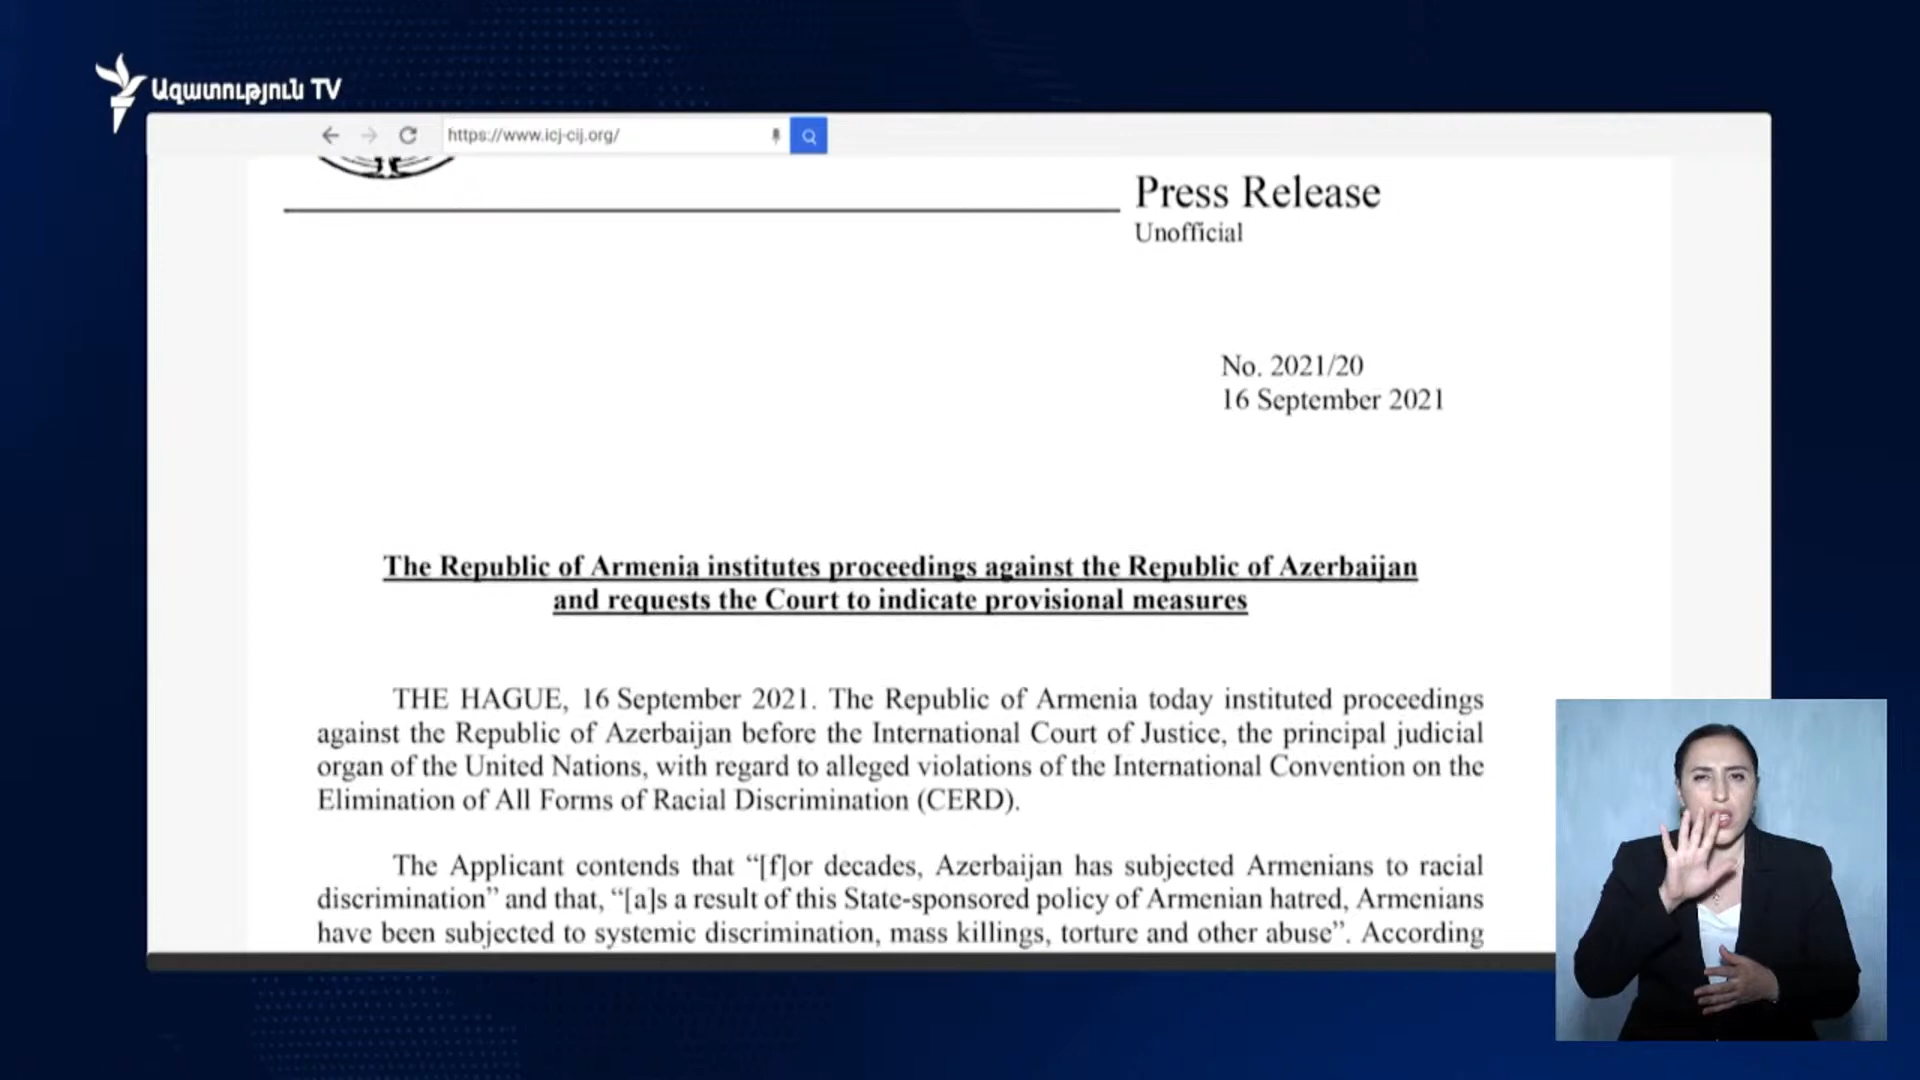 Ազատություն TV
https://www.icj-cij.org/
Press Release
Unofficial
No. 2021/20
16 September 2021
The Republic of Armenia institutes proceedings against the Republic of Azerbaijan
and requests the Court to indicate provisional measures
THE HAGUE, 16 September 2021. The Republic of Armenia today instituted proceedings
against the Republic of Azerbaijan before the International Court of Justice, the principal judicial
organ of the United Nations, with regard to alleged violations of the International Convention on the
Elimination of All Forms of Racial Discrimination (CERD).
The Applicant contends that “[f]or decades, Azerbaijan has subjected Armenians to racial
discrimination” and that, “[a]s a result of this State-sponsored policy of Armenian hatred, Armenians
have been subjected to systemic discrimination, mass killings, torture and other abuse”. According